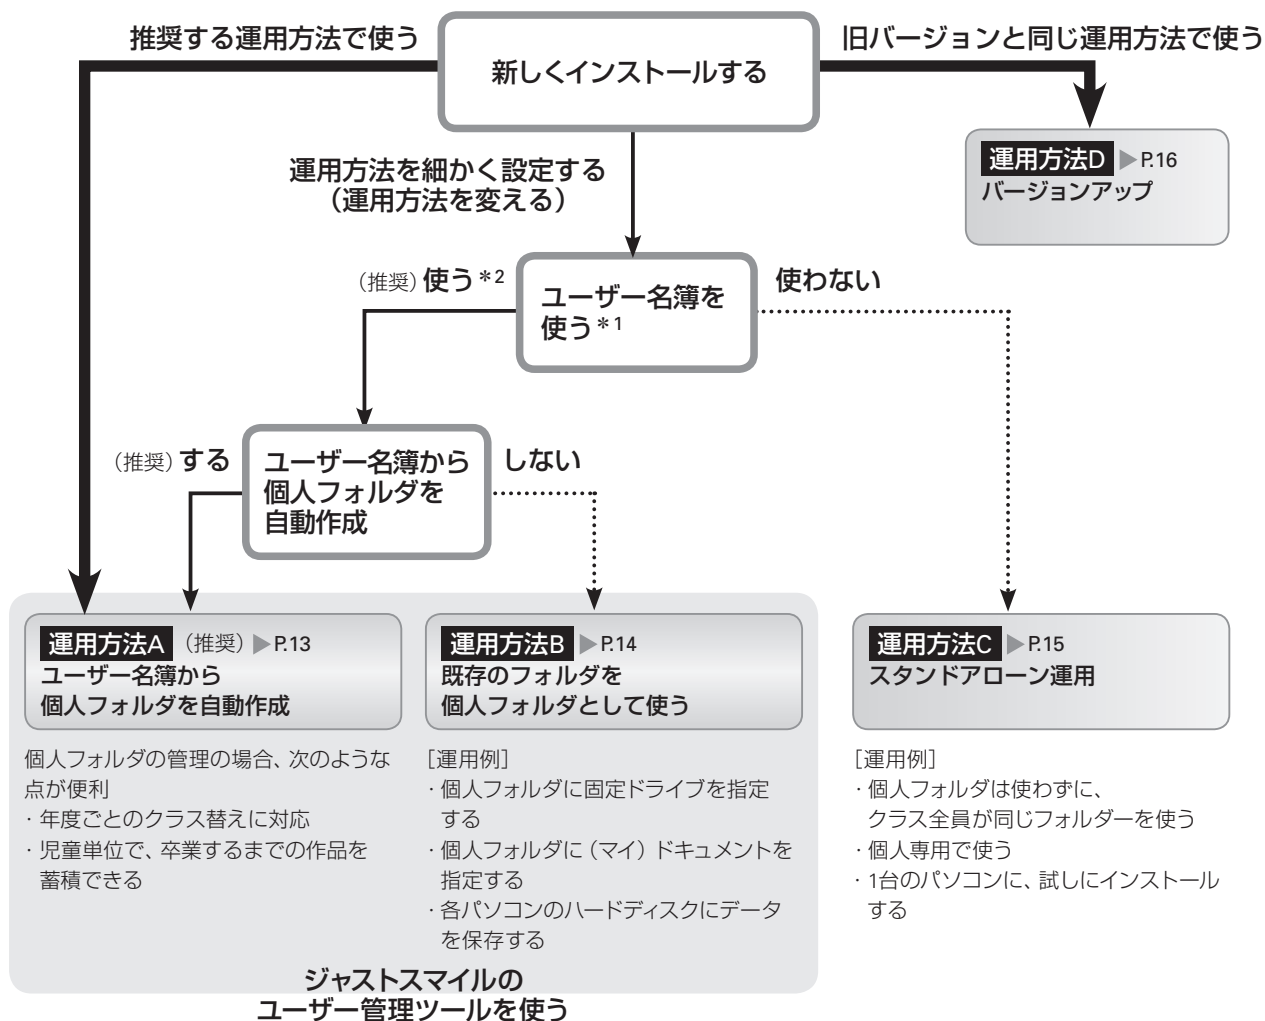 推奨する運用方法で使う
新しくインストールする
旧バージョンと同じ運用方法で使う
運用方法D ▶P.16
バージョンアップ
運用方法を細かく設定する
(運用方法を変える)
(推奨)使う*2
ユーザー名簿を
使う*1
使わない
(推奨)する
ユーザー名簿から
個人フォルダを
自動作成
しない
運用方法A (推奨)▶P.13
ユーザー名簿から
個人フォルダを自動作成
個人フォルダの管理の場合、次のような
点が便利
・年度ごとのクラス替えに対応
・児童単位で、卒業するまでの作品を
蓄積できる
運用方法B ▶P.14
既存のフォルダを
個人フォルダとして使う
[運用例]
・個人フォルダに固定ドライブを指定
する
・個人フォルダに(マイ)ドキュメントを
指定する
・各パソコンのハードディスクにデータ
を保存する
運用方法C ▶P.15
スタンドアローン運用
[運用例]
・個人フォルダは使わずに、
クラス全員が同じフォルダーを使う
・個人専用で使う
・1台のパソコンに、試しにインストール
する
ジャストスマイルの
ユーザー管理ツールを使う